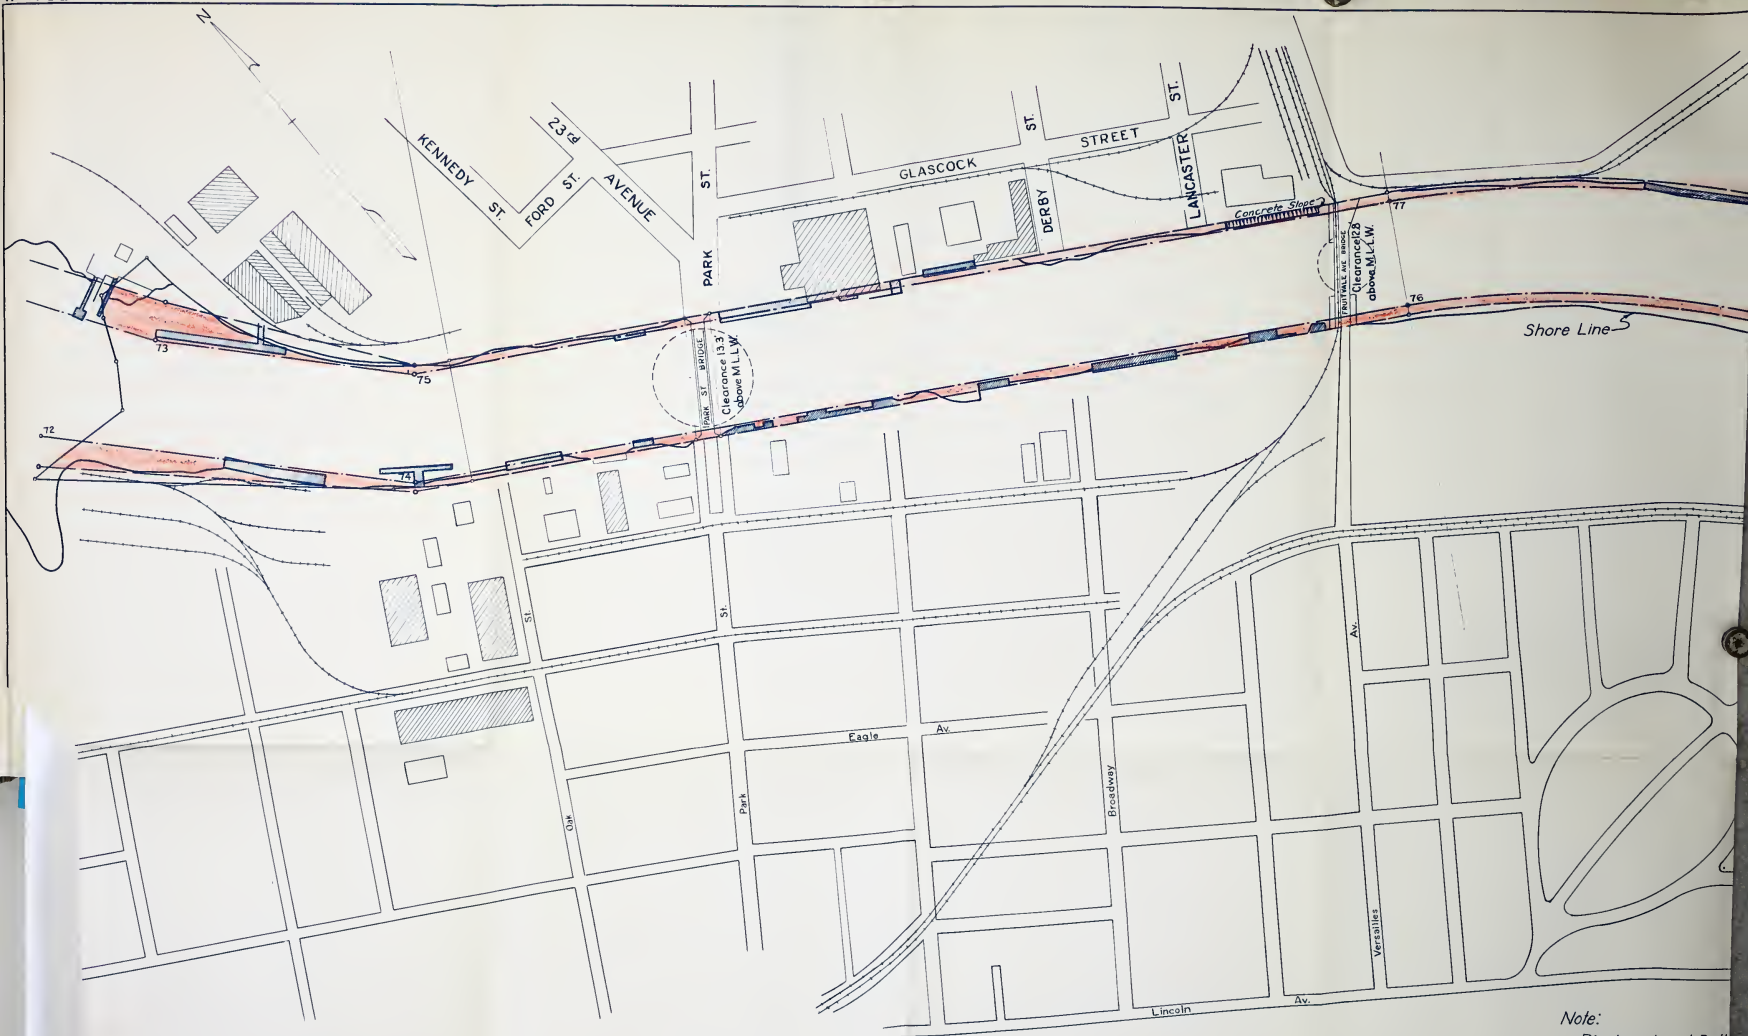 N
KENNEDY ST.
FORD ST.
23rd AVENUE
PARK ST.
GLASCOCK STREET
DERBY ST.
LANCASTER ST.
Concrete Slope
77
FRUITVALE AVE BRIDGE
Clearance 12.8
above M.L.L.W.
76
Shore Line
73
75
PARK ST BRIDGE
Clearance 13.3'
above M.L.L.W.
72
74
St.
St.
Av.
Eagle Av.
Oak
Park
Broadway
Versailles
Lincoln Av.
Note: